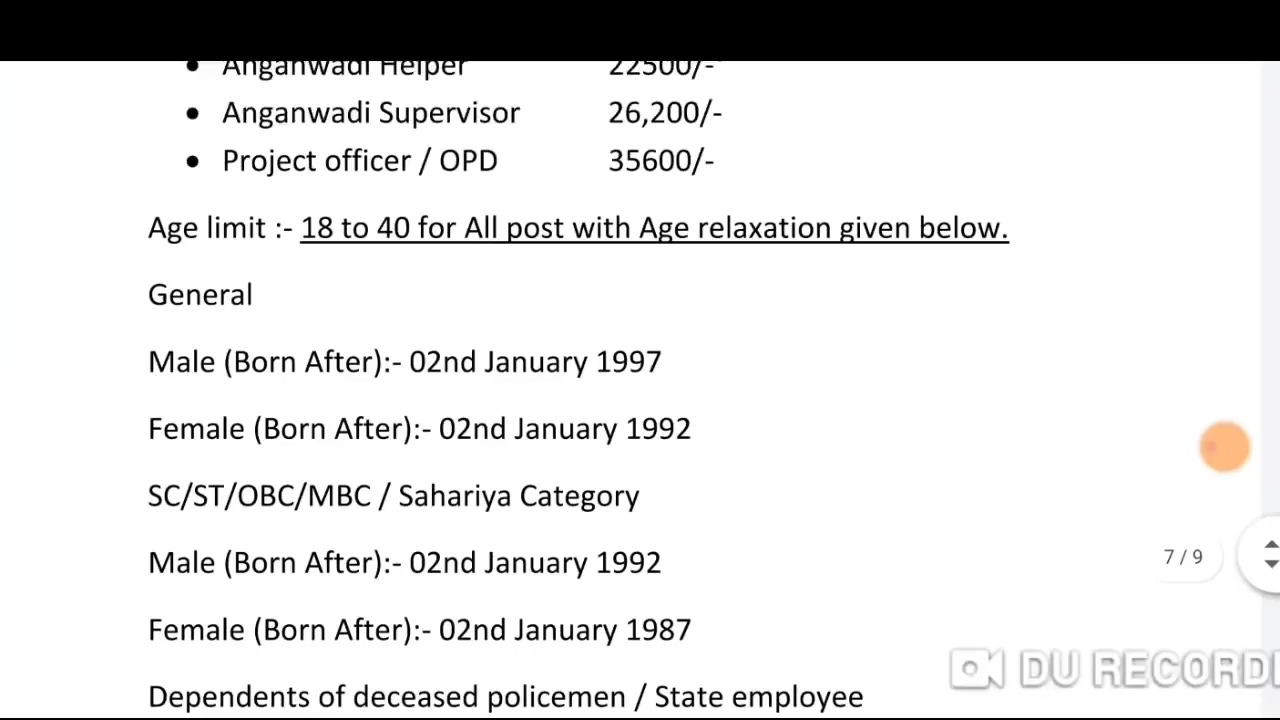 • Anganwadi Helper 22500/-
• Anganwadi Supervisor 26,200/-
• Project officer / OPD 35600/-
Age limit :- 18 to 40 for All post with Age relaxation given below.
General
Male (Born After):- 02nd January 1997
Female (Born After):- 02nd January 1992
SC/ST/OBC/MBC / Sahariya Category
Male (Born After):- 02nd January 1992
7 / 9
Female (Born After):- 02nd January 1987
DU RECORD
Dependents of deceased policemen / State employee